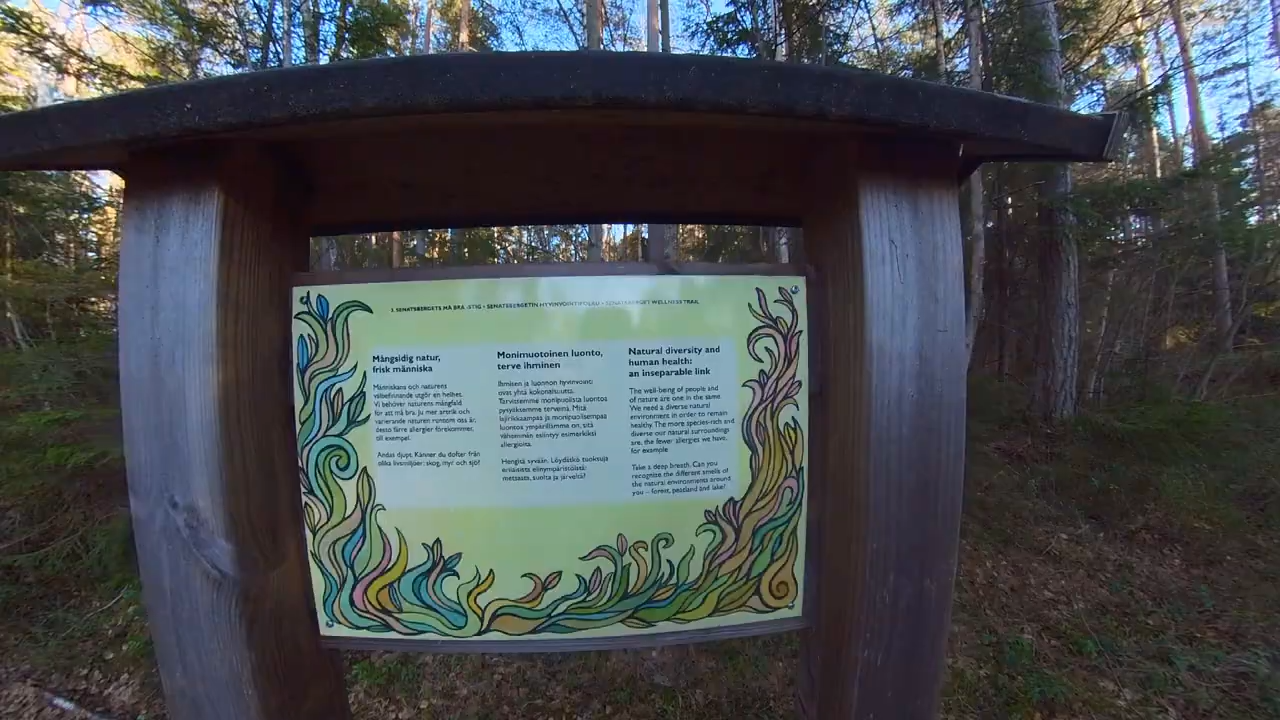 3. SENATSBERGETS MÅ BRA -STIG • SENATSBERGETIN HYVINVOINTIPOLKU • SENATSBERGET WELLNESS TRAIL
Mångsidig natur,
frisk människa
Människans och naturens
välbefinnande utgör en helhet.
Vi behöver naturens mångfald
för att må bra. Ju mer artrik och
varierande naturen runtom oss är,
desto färre allergier förekommer,
till exempel.
Andas djupt. Känner du dofter från
olika livsmiljöer: skog, myr och sjö?
Monimuotoinen luonto,
terve ihminen
Ihmisen ja luonnon hyvinvointi
ovat yhtä kokonaisuutta.
Tarvitsemme monipuolista luontoa
pysyäksemme terveinä. Mitä
lajirikkaampaa ja monipuolisempaa
luontoa ympärillämme on, sitä
vähemmän esiintyy esimerkiksi
allergioita.
Hengitä syvään. Löydätkö tuoksuja
erilaisista elinympäristöistä:
metsästä, suolta ja järveltä?
Natural diversity and
human health:
an inseparable link
The well-being of people and
of nature are one in the same.
We need a diverse natural
environment in order to remain
healthy. The more species-rich and
diverse our natural surroundings
are, the fewer allergies we have,
for example
Take a deep breath. Can you
recognize the different smells of
the natural environments around
you – forest, peatland and lake?